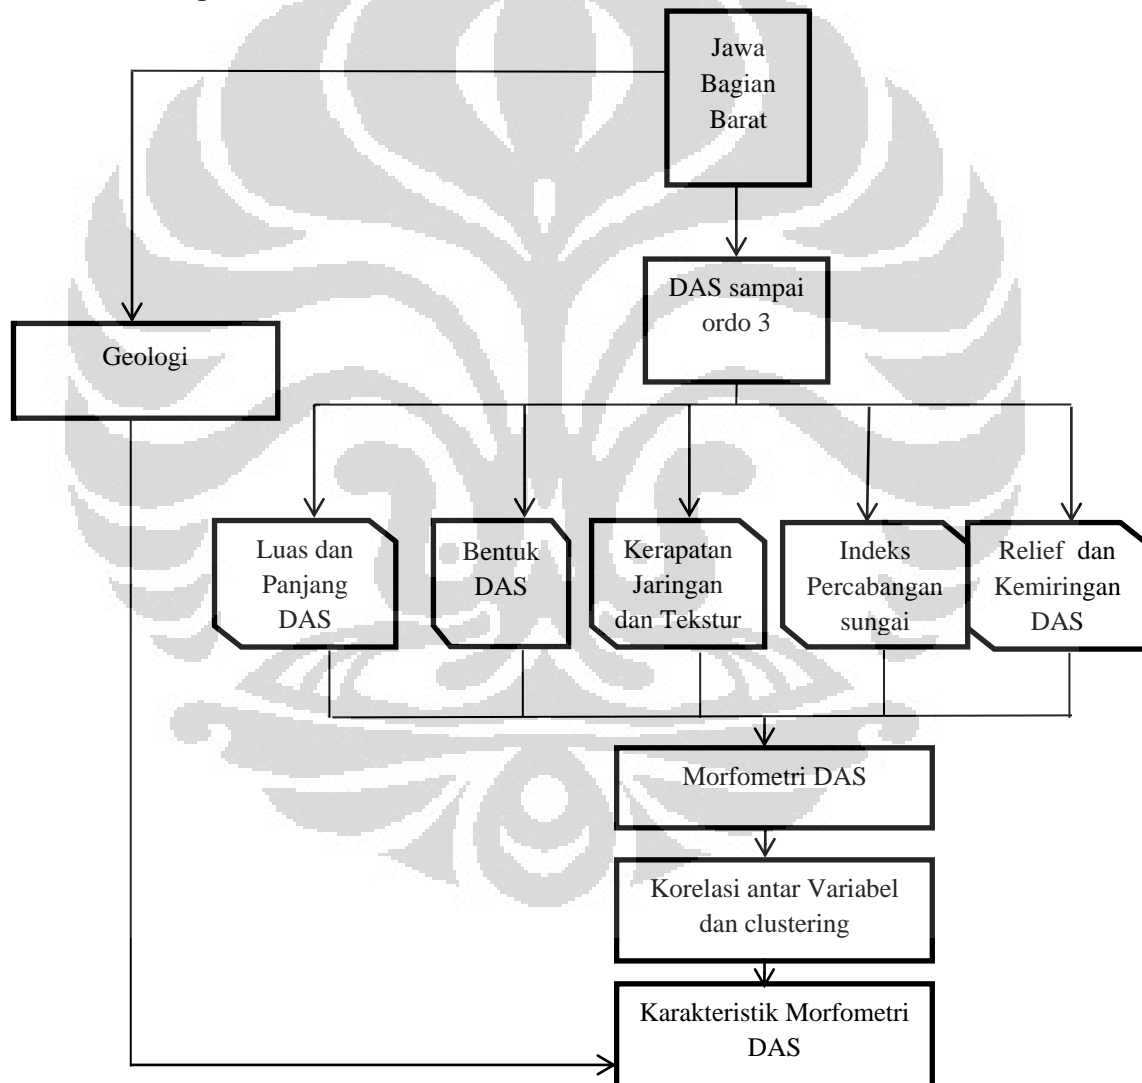 Jawa
Bagian
Barat
DAS sampai
ordo 3
Geologi
Luas dan
Panjang
DAS
Bentuk
DAS
Kerapatan
Jaringan
dan Tekstur
Indeks
Percabangan
sungai
Relief dan
Kemiringan
DAS
Morfometri DAS
Korelasi antar Variabel
dan clustering
Karakteristik Morfometri
DAS